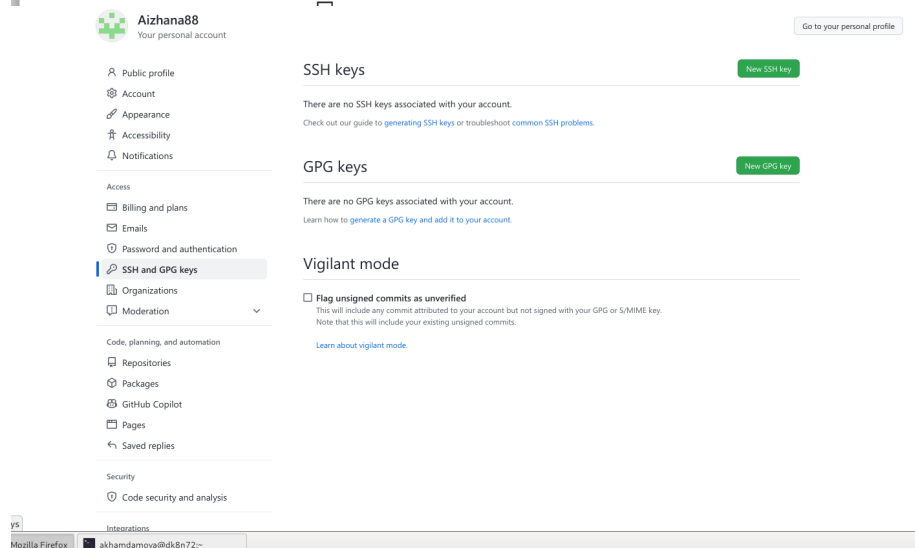 Aizhana88
Your personal account
Go to your personal profile
Public profile
Account
Appearance
Accessibility
Notifications
Access
Billing and plans
Emails
Password and authentication
SSH and GPG keys
Organizations
Moderation
Code, planning, and automation
Repositories
Packages
GitHub Copilot
Pages
Saved replies
Security
Code security and analysis
Integrations
SSH keys
New SSH key
There are no SSH keys associated with your account.
Check out our guide to generating SSH keys or troubleshoot common SSH problems.
GPG keys
New GPG key
There are no GPG keys associated with your account.
Learn how to generate a GPG key and add it to your account.
Vigilant mode
Flag unsigned commits as unverified
This will include any commit attributed to your account but not signed with your GPG or S/MIME key.
Note that this will include your existing unsigned commits.
Learn about vigilant mode.
ys
Mozilla Firefox
akhamdamova@dk8n72:~